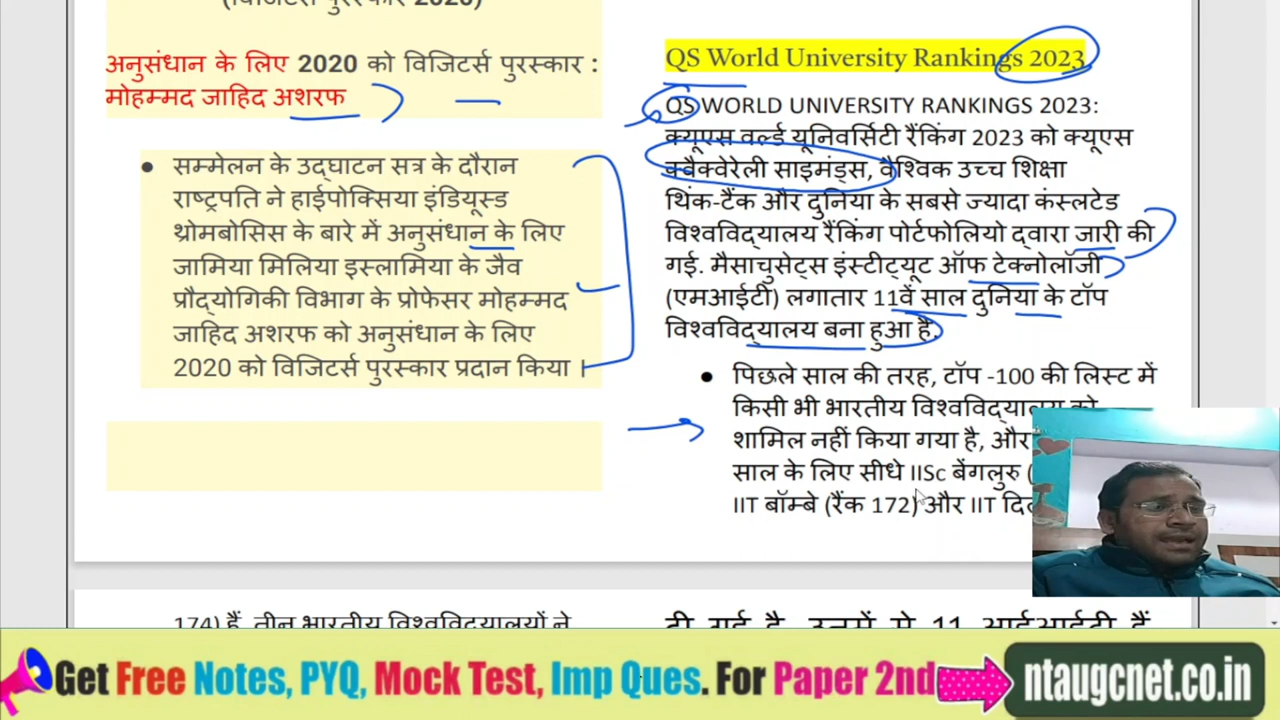 (विजिटर्स पुरस्कार 2020)
अनुसंधान के लिए 2020 को विजिटर्स पुरस्कार :
मोहम्मद जाहिद अशरफ
● सम्मेलन के उद्घाटन सत्र के दौरान
राष्ट्रपति ने हाईपोक्सिया इंडियूस्ड
थ्रोमबोसिस के बारे में अनुसंधान के लिए
जामिया मिलिया इस्लामिया के जैव
प्रौद्योगिकी विभाग के प्रोफेसर मोहम्मद
जाहिद अशरफ को अनुसंधान के लिए
2020 को विजिटर्स पुरस्कार प्रदान किया ।
174) हैं. तीन भारतीय विश्वविद्यालयों ने
QS World University Rankings 2023
QS WORLD UNIVERSITY RANKINGS 2023:
क्यूएस वर्ल्ड यूनिवर्सिटी रैंकिंग 2023 को क्यूएस
क्वैक्वेरेली साइमंड्स, वैश्विक उच्च शिक्षा
थिंक-टैंक और दुनिया के सबसे ज्यादा कंस्लटेड
विश्वविद्यालय रैंकिंग पोर्टफोलियो द्वारा जारी की
गई. मैसाचुसेट्स इंस्टीट्यूट ऑफ टेक्नोलॉजी
(एमआईटी) लगातार 11वें साल दुनिया के टॉप
विश्वविद्यालय बना हुआ है.
● पिछले साल की तरह, टॉप -100 की लिस्ट में
किसी भी भारतीय विश्वविद्यालय को
शामिल नहीं किया गया है, और
साल के लिए सीधे IISc बेंगलुरु (
IIT बॉम्बे (रैंक 172) और IIT
दी गई है, उनमें से 11 आईआईटी हैं
Get Free Notes, PYQ, Mock Test, Imp Ques. For Paper 2nd
ntaugcnet.co.in